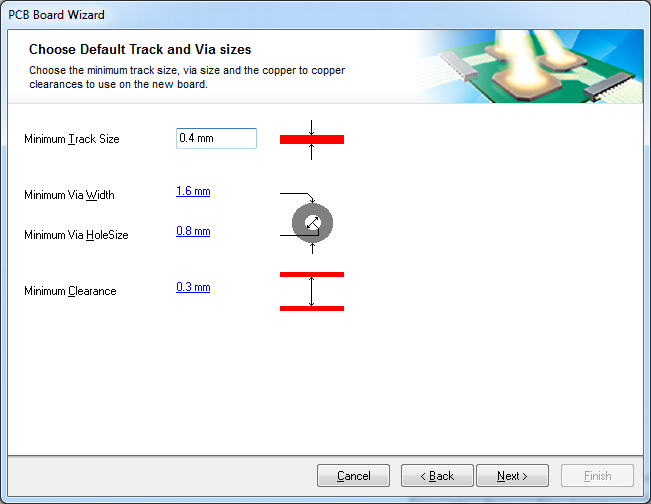 PCB Board Wizard
Choose Default Track and Via sizes
Choose the minimum track size, via size and the copper to copper
clearances to use on the new board.
Minimum Track Size 0.4 mm
Minimum Via Width 1.6 mm
Minimum Via HoleSize 0.8 mm
Minimum Clearance 0.3 mm
Cancel < Back Next > Finish